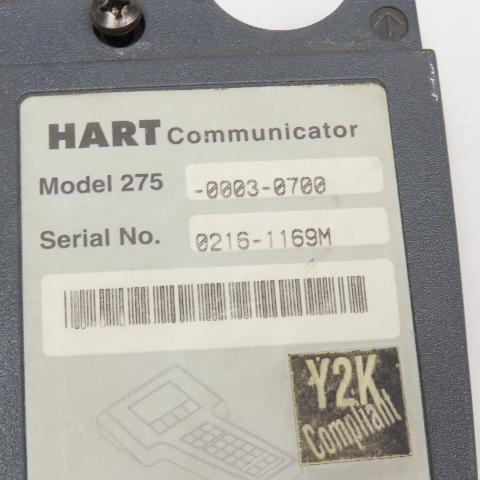 HART Communicator
Model 275 -0003-0700
Serial No. 0216-1169M
Y2K
Compliant